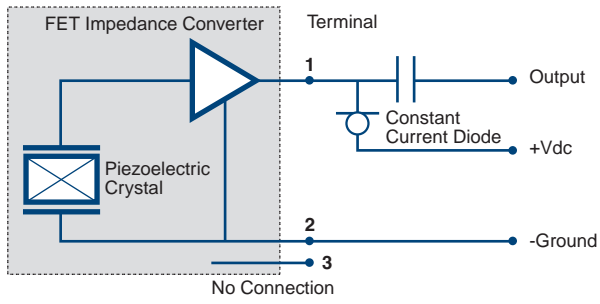 FET Impedance Converter
Terminal
1
Output
Constant
Current Diode
+Vdc
Piezoelectric
Crystal
2
-Ground
3
No Connection